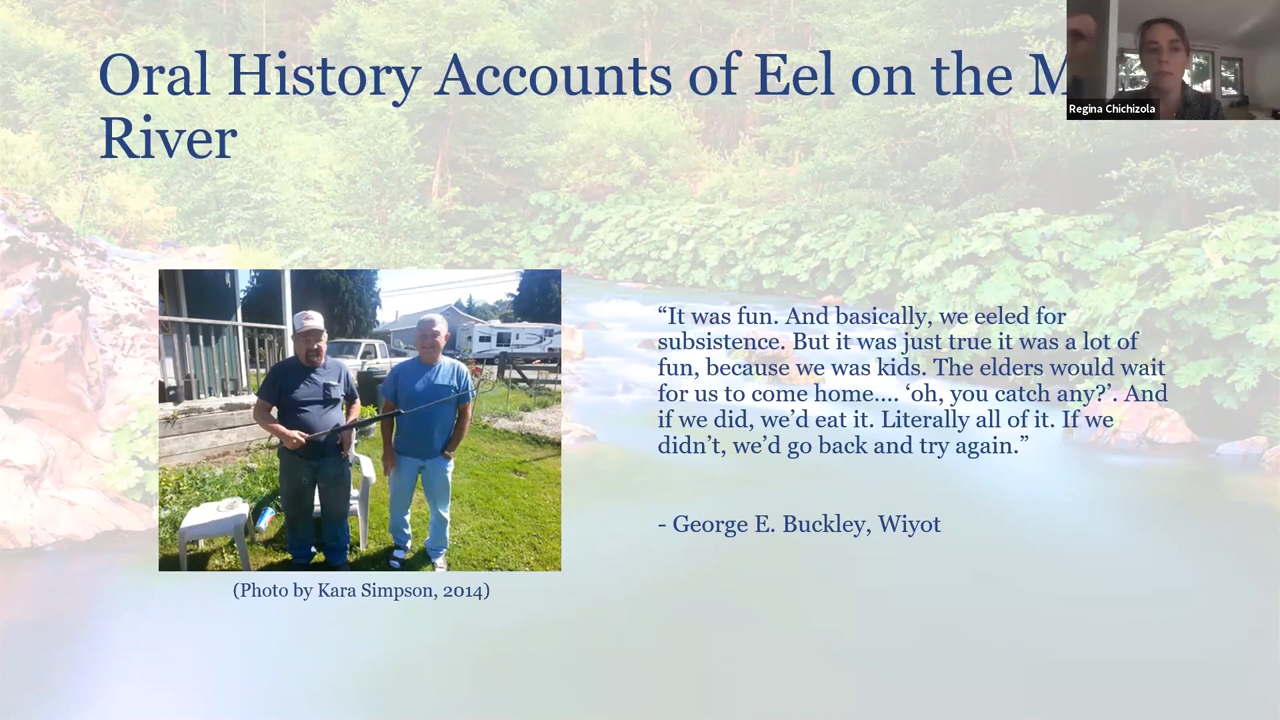 Oral History Accounts of Eel on the
River
Regina Chichizola
“It was fun. And basically, we eeled for
subsistence. But it was just true it was a lot of
fun, because we was kids. The elders would wait
for us to come home.... ‘oh, you catch any?’. And
if we did, we’d eat it. Literally all of it. If we
didn’t, we’d go back and try again.”
- George E. Buckley, Wiyot
(Photo by Kara Simpson, 2014)